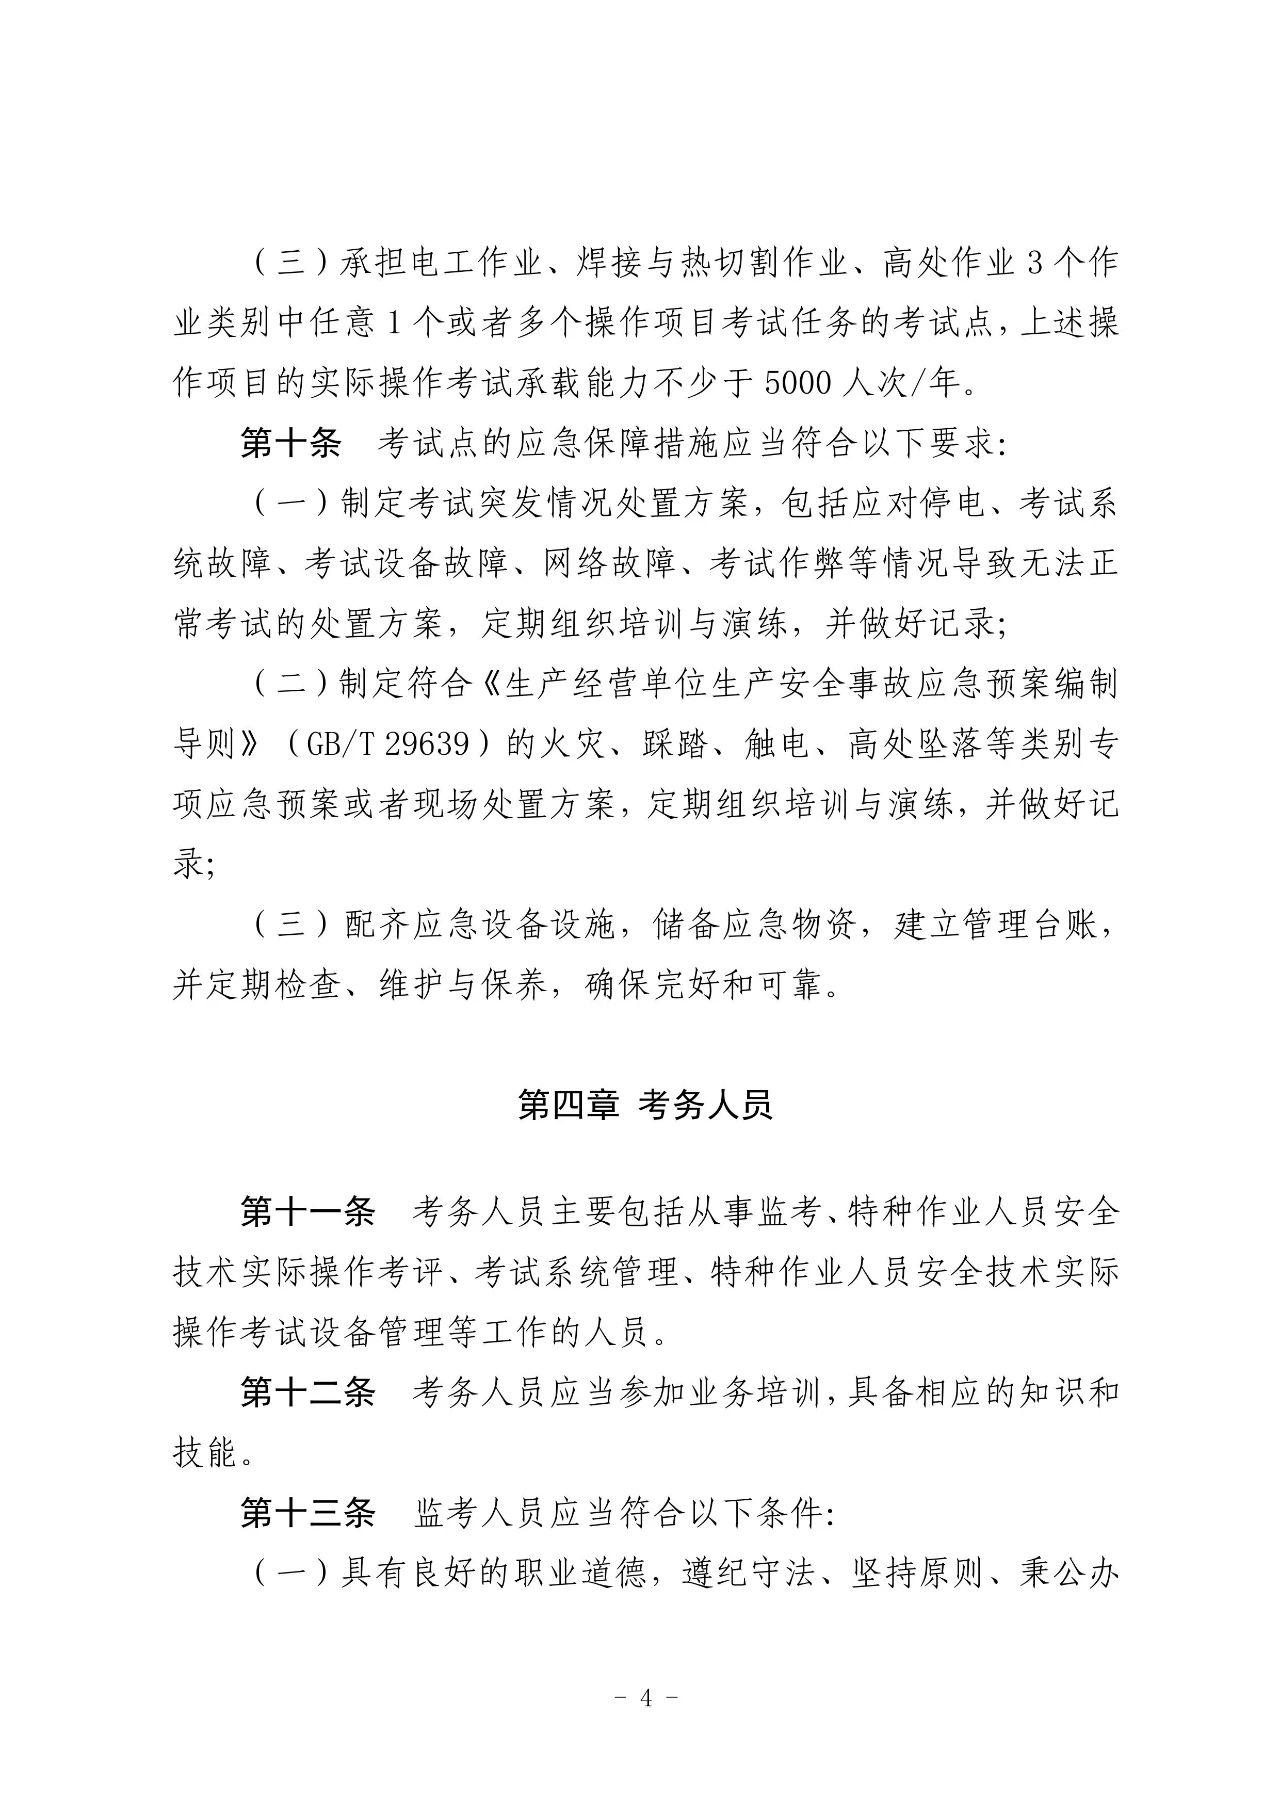 （三）承担电工作业、焊接与热切割作业、高处作业 3 个作
业类别中任意 1 个或者多个操作项目考试任务的考试点，上述操
作项目的实际操作考试承载能力不少于 5000 人次/年。
第十条　考试点的应急保障措施应当符合以下要求：
（一）制定考试突发情况处置方案，包括应对停电、考试系
统故障、考试设备故障、网络故障、考试作弊等情况导致无法正
常考试的处置方案，定期组织培训与演练，并做好记录；
（二）制定符合《生产经营单位生产安全事故应急预案编制
导则》（GB/T 29639）的火灾、踩踏、触电、高处坠落等类别专
项应急预案或者现场处置方案，定期组织培训与演练，并做好记
录；
（三）配齐应急设备设施，储备应急物资，建立管理台账，
并定期检查、维护与保养，确保完好和可靠。
第四章 考务人员
第十一条　考务人员主要包括从事监考、特种作业人员安全
技术实际操作考评、考试系统管理、特种作业人员安全技术实际
操作考试设备管理等工作的人员。
第十二条　考务人员应当参加业务培训，具备相应的知识和
技能。
第十三条　监考人员应当符合以下条件：
（一）具有良好的职业道德，遵纪守法、坚持原则、秉公办
- 4 -